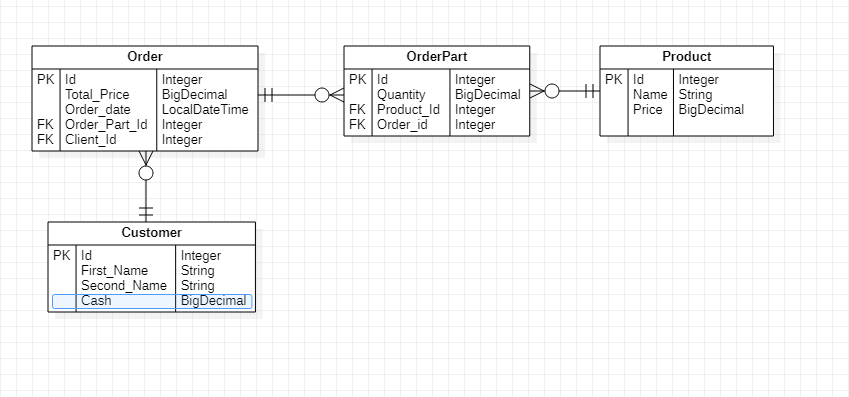 Order
PK Id Integer
Total_Price BigDecimal
Order_date LocalDateTime
FK Order_Part_Id Integer
FK Client_Id Integer
OrderPart
PK Id Integer
Quantity BigDecimal
FK Product_Id Integer
FK Order_id Integer
Product
PK Id Integer
Name String
Price BigDecimal
Customer
PK Id Integer
First_Name String
Second_Name String
Cash BigDecimal